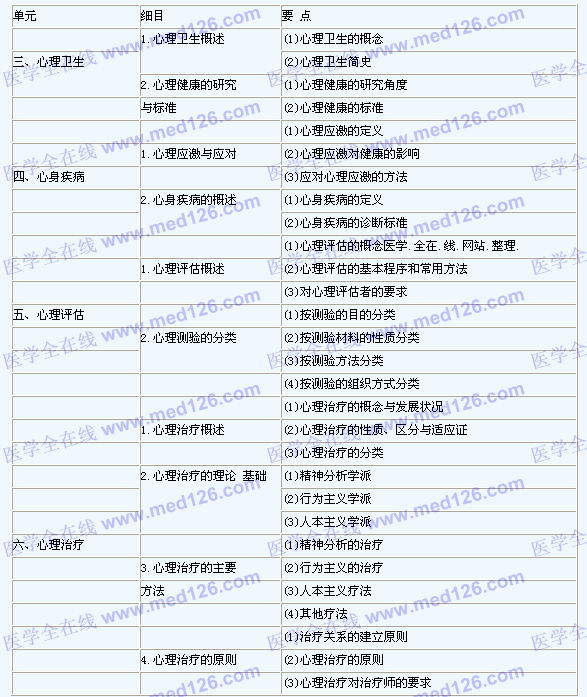 单元 细目 要 点
1.心理卫生概述 (1)心理卫生的概念
三、心理卫生 (2)心理卫生简史
2.心理健康的研究 (1)心理健康的研究角度
与标准 (2)心理健康的标准
(1)心理应激的定义
1.心理应激与应对 (2)心理应激对健康的影响
四、心身疾病 (3)应对心理应激的方法
2.心身疾病的概述 (1)心身疾病的定义
(2)心身疾病的诊断标准
(1)心理评估的概念医学.全在.线.网站.整理.
1.心理评估概述 (2)心理评估的基本程序和常用方法
(3)对心理评估者的要求
五、心理评估 (1)按测验的目的分类
2.心理测验的分类 (2)按测验材料的性质分类
(3)按测验方法分类
(4)按测验的组织方式分类
(1)心理治疗的概念与发展状况
1.心理治疗概述 (2)心理治疗的性质、区分与适应证
(3)心理治疗的分类
2.心理治疗的理论 基础 (1)精神分析学派
(2)行为主义学派
(3)人本主义学派
六、心理治疗 (1)精神分析的治疗
3.心理治疗的主要 (2)行为主义的治疗
方法 (3)人本主义疗法
(4)其他疗法
(1)治疗关系的建立原则
4.心理治疗的原则 (2)心理治疗的原则
(3)心理治疗对治疗师的要求
医学全在线 www.med126.com